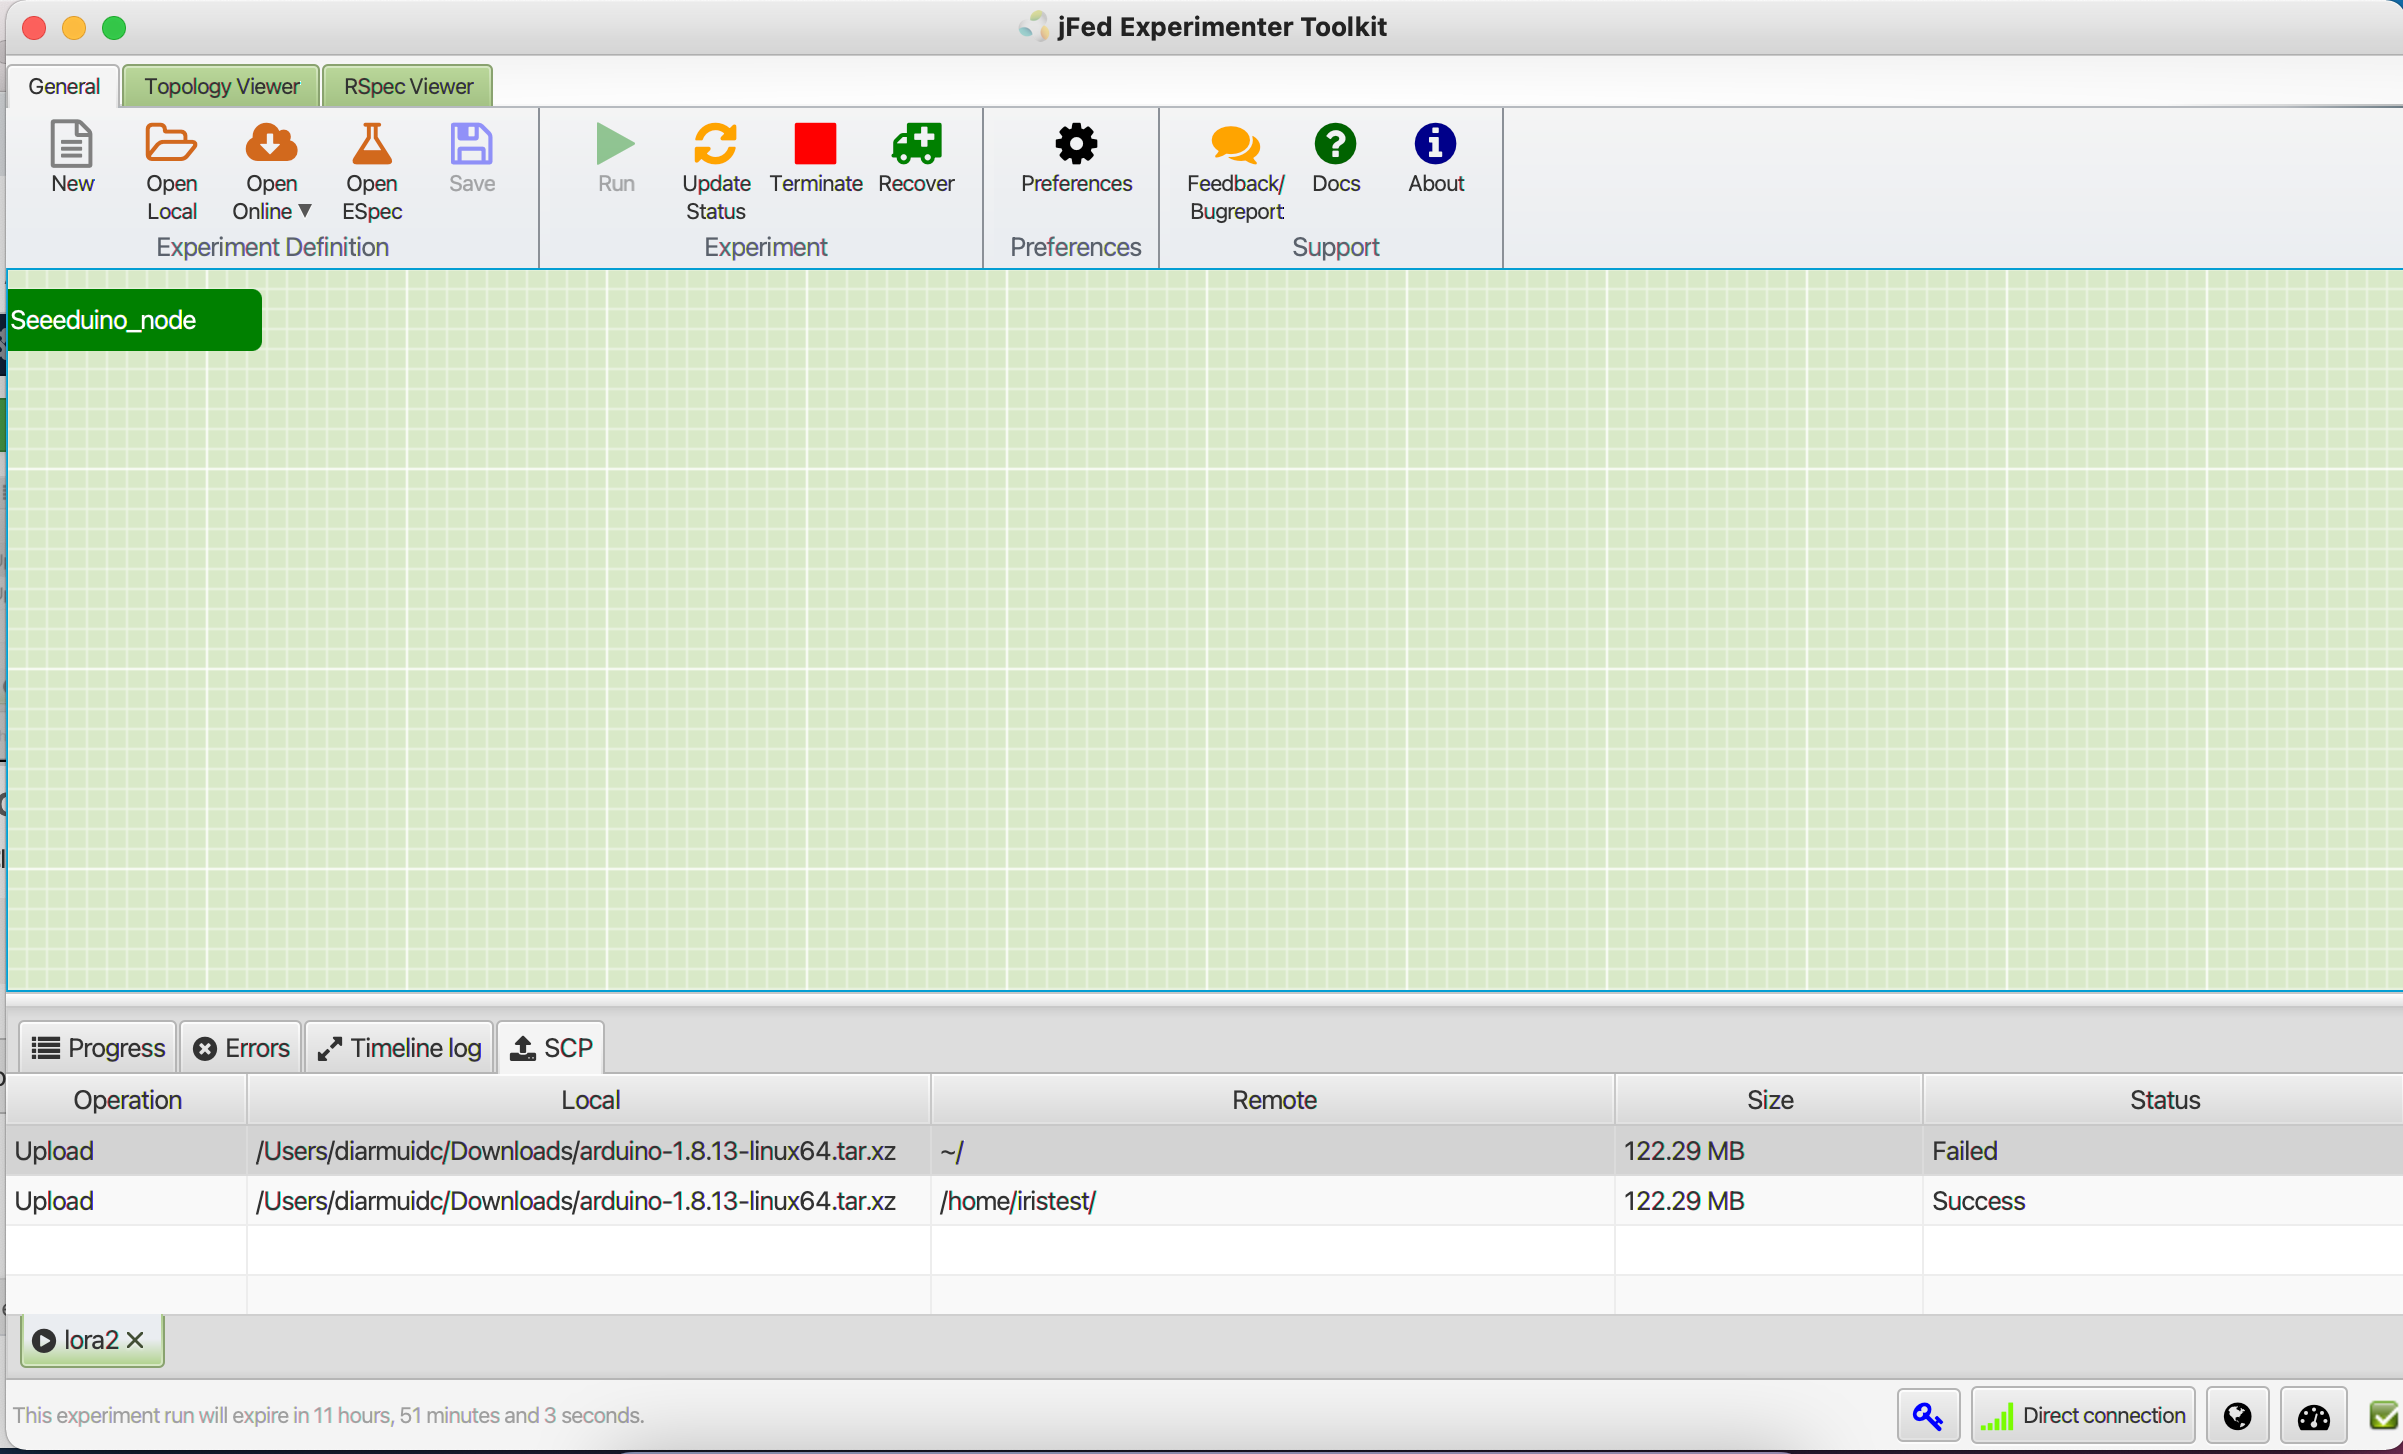 jFed Experimenter Toolkit
General Topology Viewer RSpec Viewer
New Open Local Open Online ▼ Open ESpec Save
Experiment Definition
Run Update Status Terminate Recover
Experiment
Preferences
Preferences
Feedback/ Bugreport Docs About
Support
Seeeduino_node
Progress Errors Timeline log SCP
Operation Local Remote Size Status
Upload /Users/diarmuidc/Downloads/arduino-1.8.13-linux64.tar.xz ~/ 122.29 MB Failed
Upload /Users/diarmuidc/Downloads/arduino-1.8.13-linux64.tar.xz /home/iristest/ 122.29 MB Success
lora2
This experiment run will expire in 11 hours, 51 minutes and 3 seconds.
Direct connection